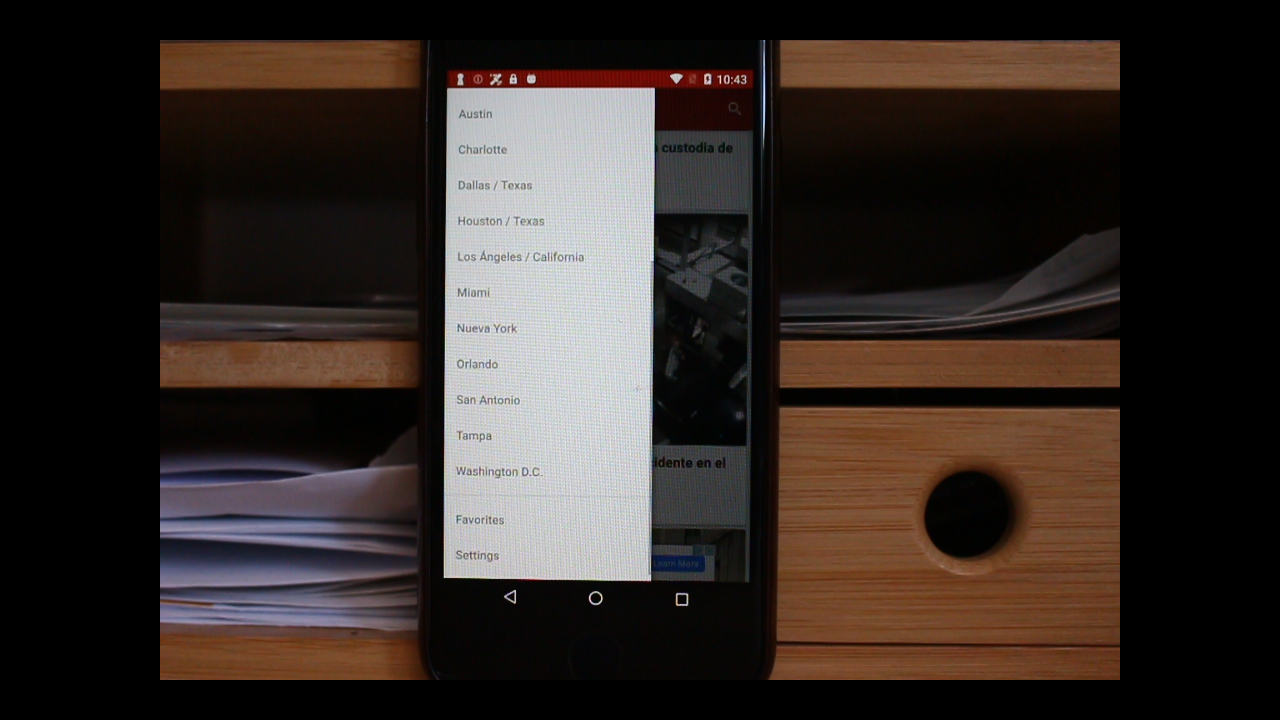 10:43
Austin
Charlotte
custodia de
Dallas / Texas
Houston / Texas
Los Ángeles / California
Miami
Nueva York
Orlando
San Antonio
Tampa
idente en el
Washington D.C.
Favorites
Settings
Learn More